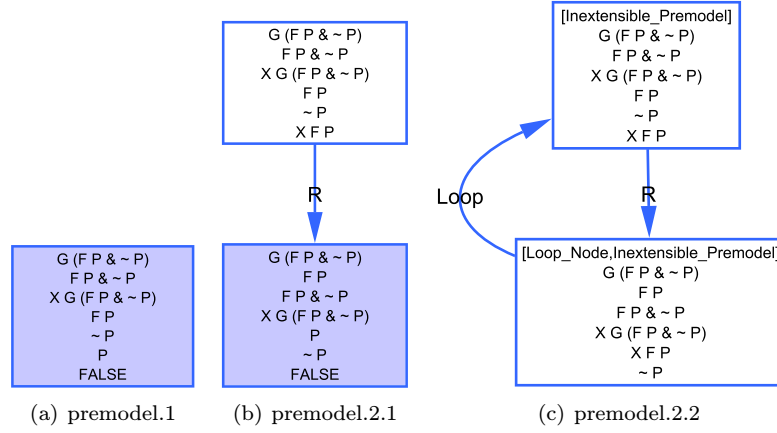 G (F P & ~ P)
F P & ~ P
X G (F P & ~ P)
F P
~ P
P
FALSE
(a) premodel.1
G (F P & ~ P)
F P & ~ P
X G (F P & ~ P)
F P
~ P
X F P
R
G (F P & ~ P)
F P
F P & ~ P
X G (F P & ~ P)
P
~ P
FALSE
(b) premodel.2.1
[Inextensible_Premodel]
G (F P & ~ P)
F P & ~ P
X G (F P & ~ P)
F P
~ P
X F P
Loop
R
[Loop_Node,Inextensible_Premodel]
G (F P & ~ P)
F P
F P & ~ P
X G (F P & ~ P)
X F P
~ P
(c) premodel.2.2